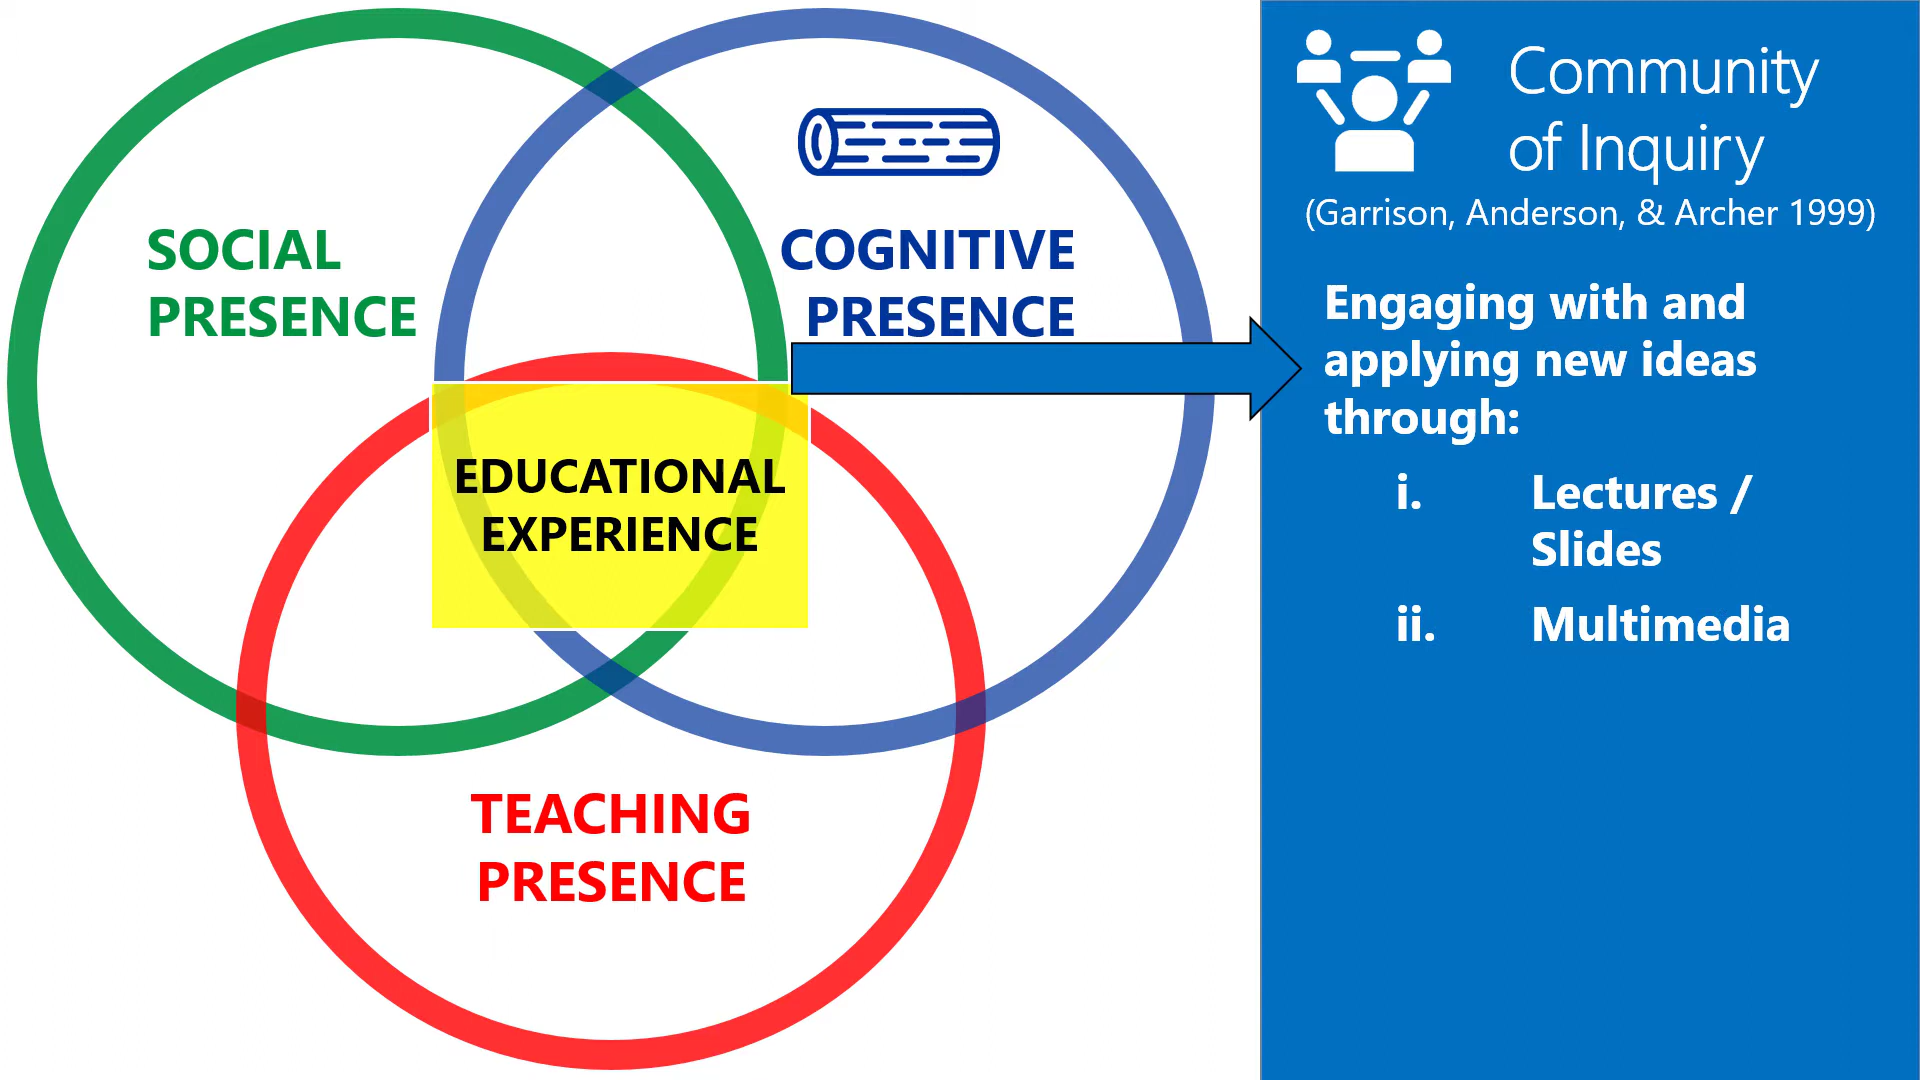 SOCIAL
PRESENCE
COGNITIVE
PRESENCE
EDUCATIONAL
EXPERIENCE
TEACHING
PRESENCE
Community
of Inquiry
(Garrison, Anderson, & Archer 1999)
Engaging with and
applying new ideas
through:
i. Lectures /
Slides
ii. Multimedia